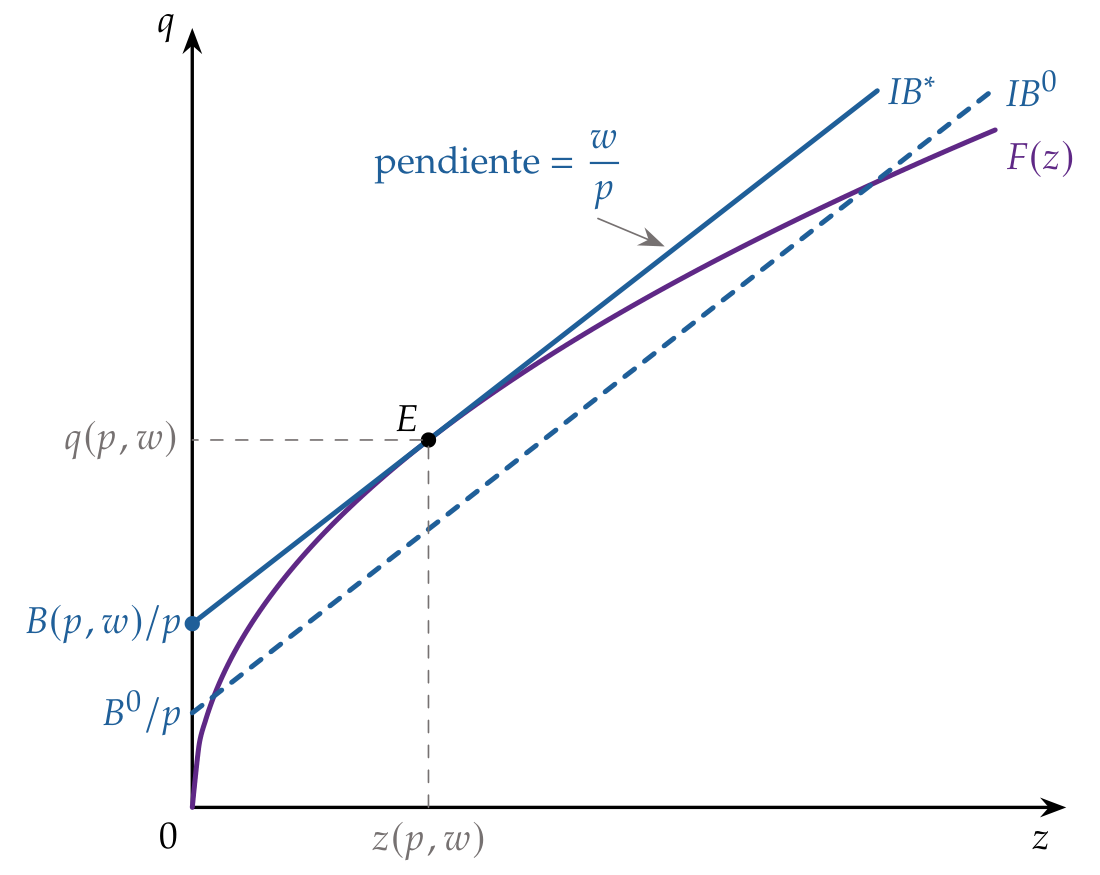 q
IB*
IB⁰
pendiente = w/p
F(z)
E
q(p, w)
B(p, w)/p
B⁰/p
0
z(p, w)
z